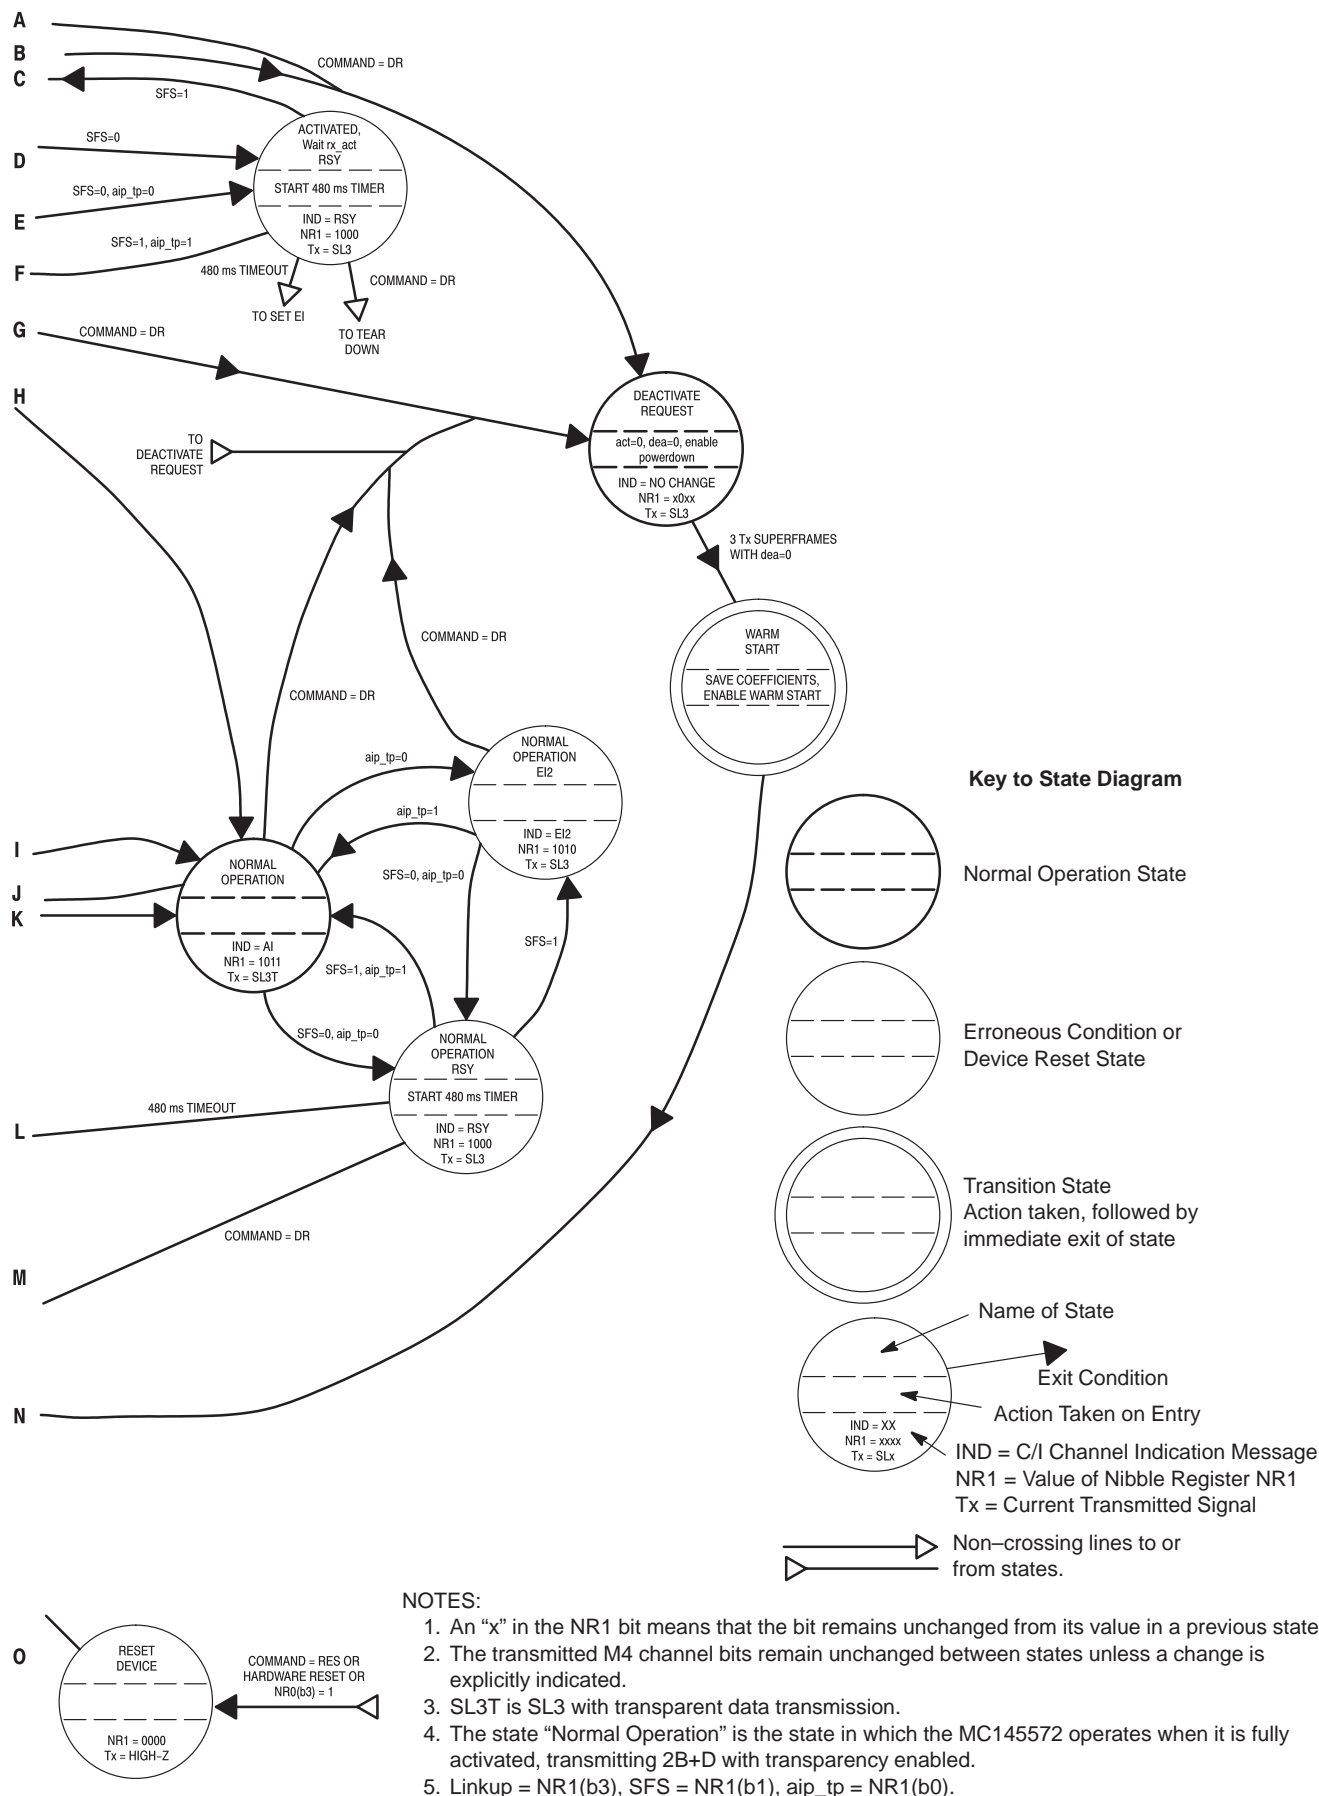 A
B
C
COMMAND = DR
SFS=1
ACTIVATED,
Wait rx_act
RSY
START 480 ms TIMER
IND = RSY
NR1 = 1000
Tx = SL3
D
SFS=0
E
SFS=0, aip_tp=0
F
SFS=1, aip_tp=1
480 ms TIMEOUT
TO SET EI
COMMAND = DR
TO TEAR
DOWN
G
COMMAND = DR
H
TO
DEACTIVATE
REQUEST
DEACTIVATE
REQUEST
act=0, dea=0, enable
powerdown
IND = NO CHANGE
NR1 = x0xx
Tx = SL3
3 Tx SUPERFRAMES
WITH dea=0
WARM
START
SAVE COEFFICIENTS,
ENABLE WARM START
COMMAND = DR
COMMAND = DR
aip_tp=0
NORMAL
OPERATION
EI2
IND = EI2
NR1 = 1010
Tx = SL3
aip_tp=1
SFS=0, aip_tp=0
I
J
K
NORMAL
OPERATION
IND = AI
NR1 = 1011
Tx = SL3T
SFS=1
SFS=1, aip_tp=1
SFS=0, aip_tp=0
NORMAL
OPERATION
RSY
START 480 ms TIMER
IND = RSY
NR1 = 1000
Tx = SL3
L
480 ms TIMEOUT
M
COMMAND = DR
N
Key to State Diagram
Normal Operation State
Erroneous Condition or
Device Reset State
Transition State
Action taken, followed by
immediate exit of state
Name of State
Exit Condition
Action Taken on Entry
IND = XX
NR1 = xxxx
Tx = SLx
IND = C/I Channel Indication Message
NR1 = Value of Nibble Register NR1
Tx = Current Transmitted Signal
Non–crossing lines to or
from states.
O
RESET
DEVICE
NR1 = 0000
Tx = HIGH–Z
COMMAND = RES OR
HARDWARE RESET OR
NR0(b3) = 1
NOTES:
1. An “x” in the NR1 bit means that the bit remains unchanged from its value in a previous state
2. The transmitted M4 channel bits remain unchanged between states unless a change is
explicitly indicated.
3. SL3T is SL3 with transparent data transmission.
4. The state “Normal Operation” is the state in which the MC145572 operates when it is fully
activated, transmitting 2B+D with transparency enabled.
5. Linkup = NR1(b3), SFS = NR1(b1), aip_tp = NR1(b0).